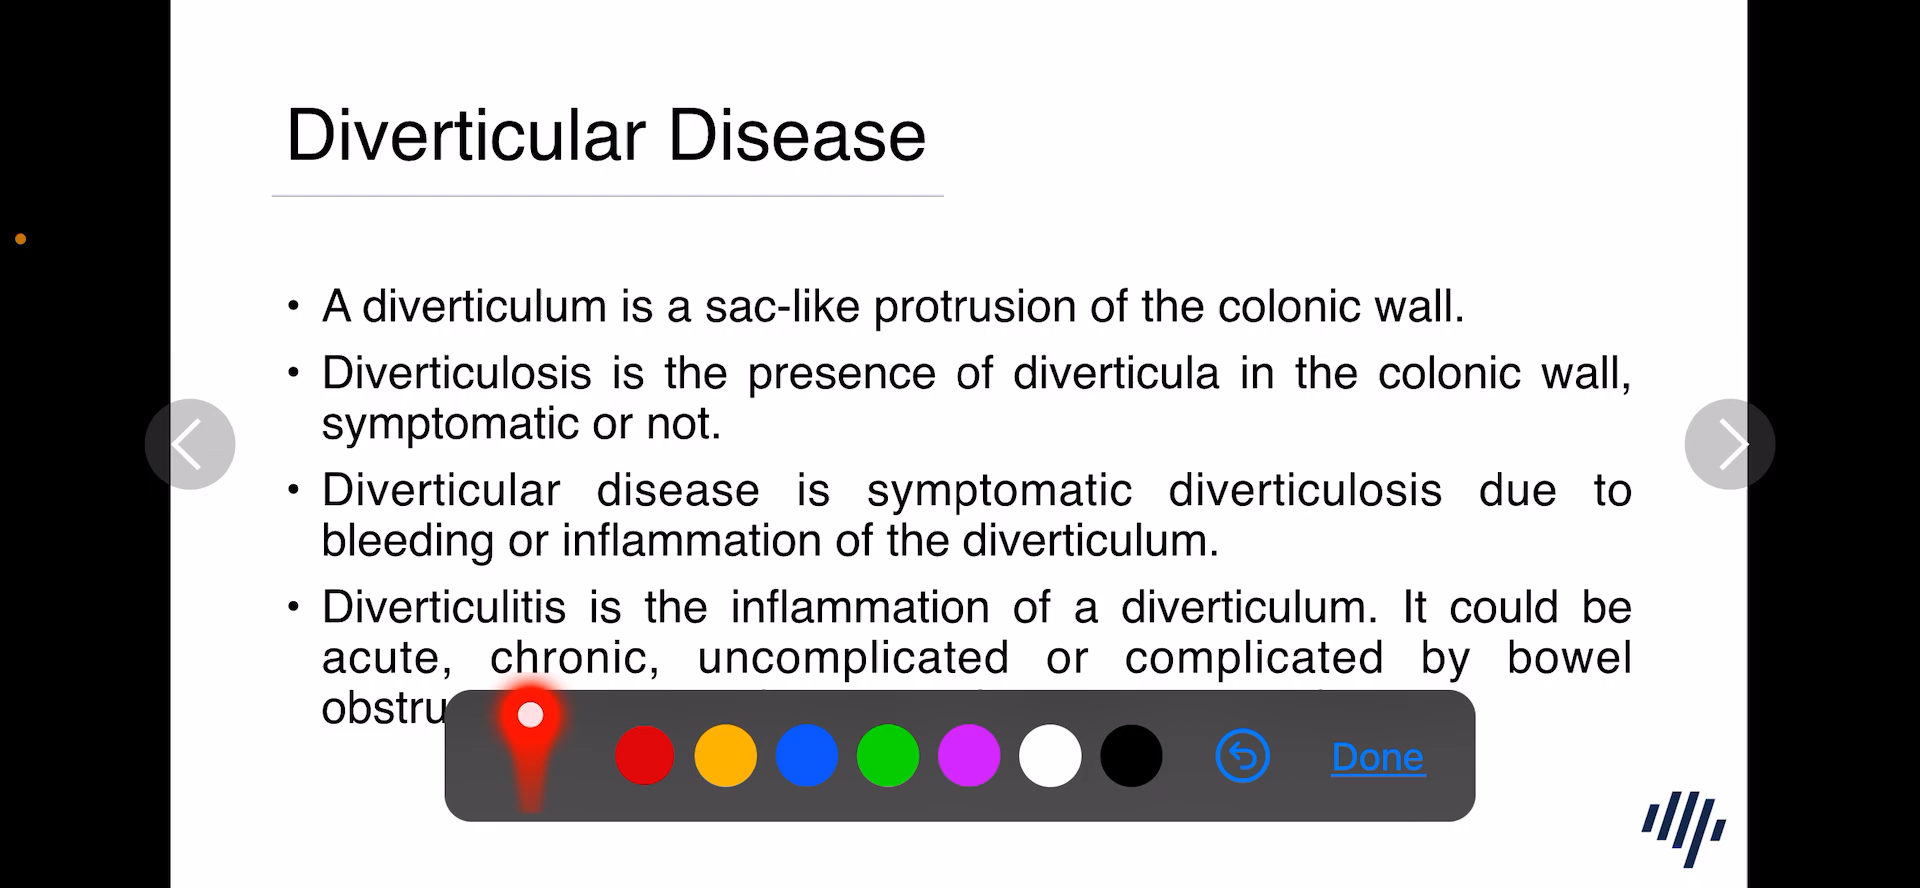 Diverticular Disease
• A diverticulum is a sac-like protrusion of the colonic wall.
• Diverticulosis is the presence of diverticula in the colonic wall,
symptomatic or not.
• Diverticular disease is symptomatic diverticulosis due to
bleeding or inflammation of the diverticulum.
• Diverticulitis is the inflammation of a diverticulum. It could be
acute, chronic, uncomplicated or complicated by bowel
Done